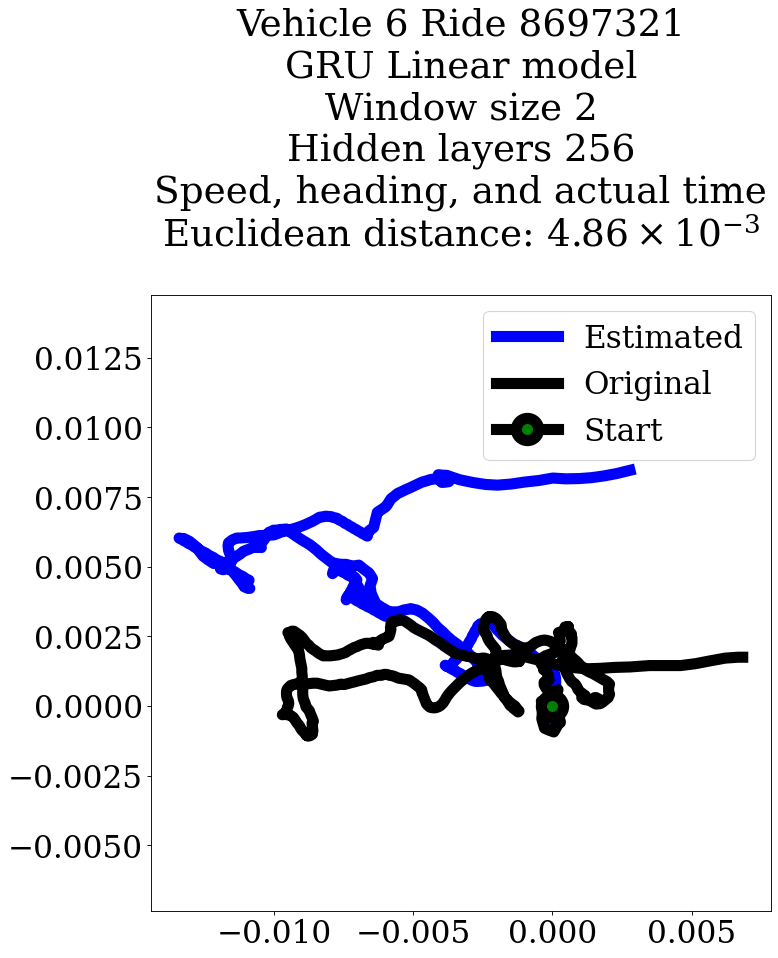 Vehicle 6 Ride 8697321
GRU Linear model
Window size 2
Hidden layers 256
Speed, heading, and actual time
Euclidean distance: 4.86 × 10⁻³
Estimated
Original
Start
0.0125
0.0100
0.0075
0.0050
0.0025
0.0000
−0.0025
−0.0050
−0.010 −0.005 0.000 0.005